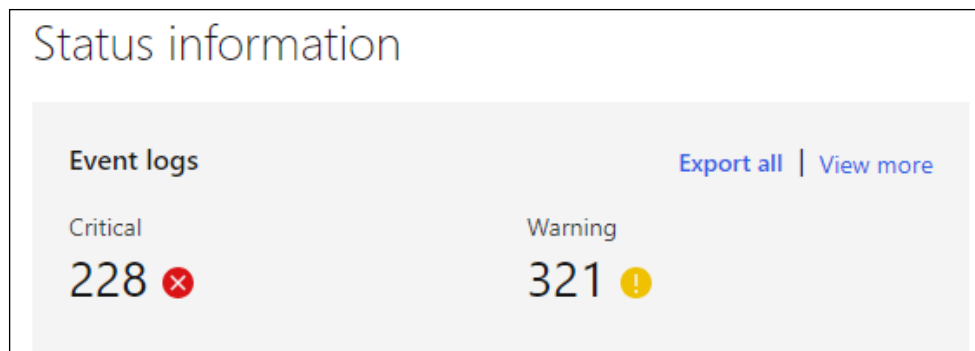 Status information
Event logs
Export all | View more
Critical
Warning
228
321